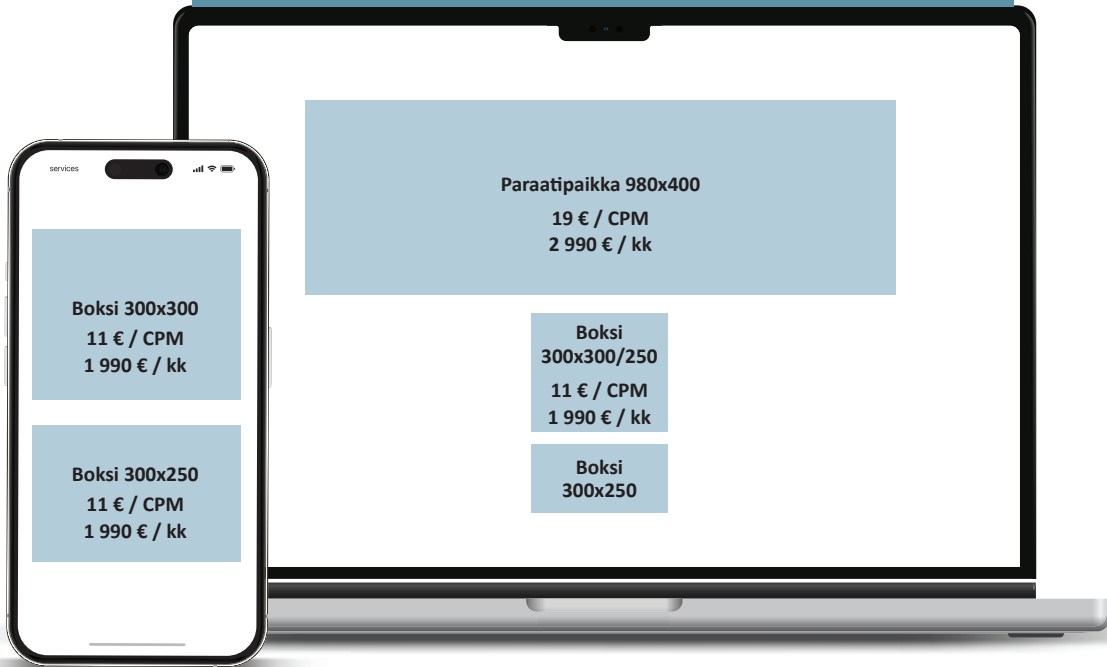 services
Boksi 300x300
11 € / CPM
1 990 € / kk
Boksi 300x250
11 € / CPM
1 990 € / kk
Paraatipaikka 980x400
19 € / CPM
2 990 € / kk
Boksi
300x300/250
11 € / CPM
1 990 € / kk
Boksi
300x250